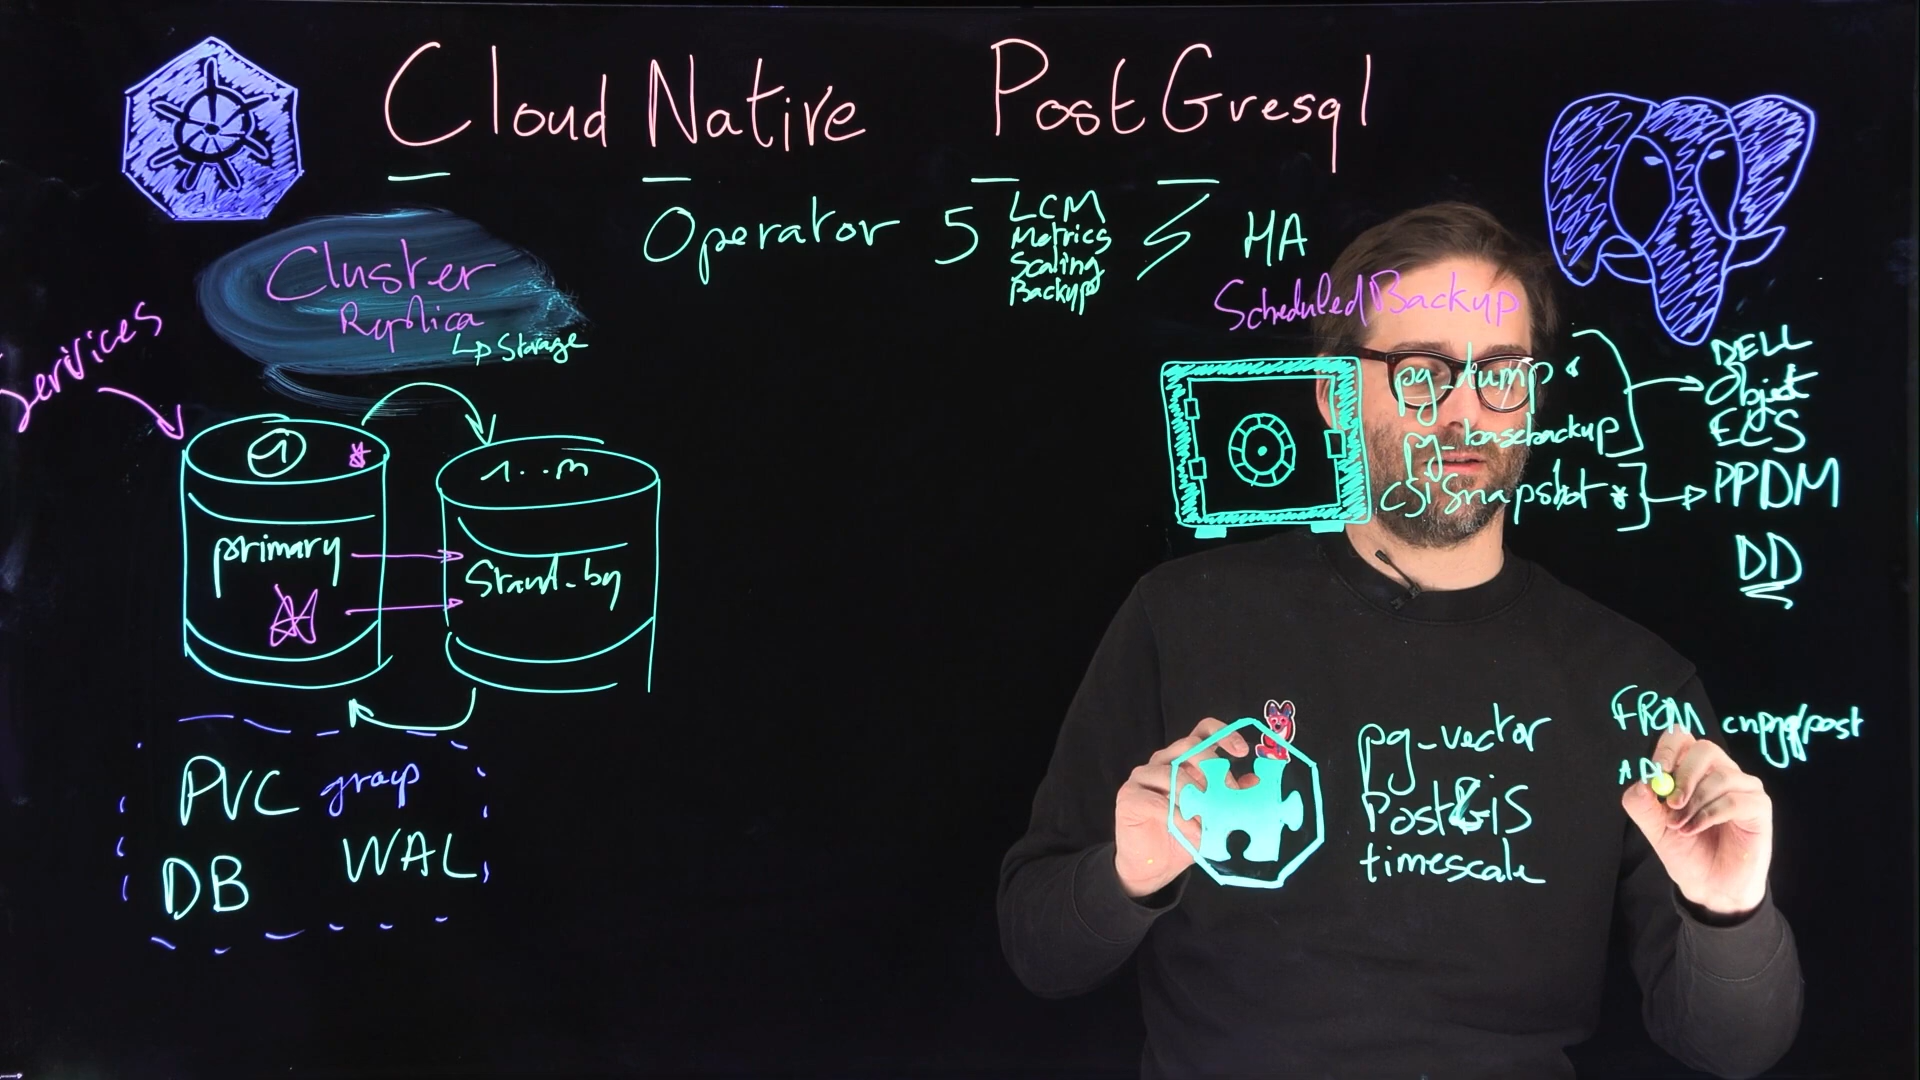 Cloud Native PostGresql
Operator 5
LCM
Metrics
Scaling
Backup
HA
Cluster
Replica
Storage
Services
1
1..n
primary
Stand-by
PVC group
DB WAL
ScheduledBackup
pg_dump
pg_basebackup
CSI Snapshot *
DELL
Object
ECS
PPDM
DD
pg_vector
PostGiS
timescale
FROM